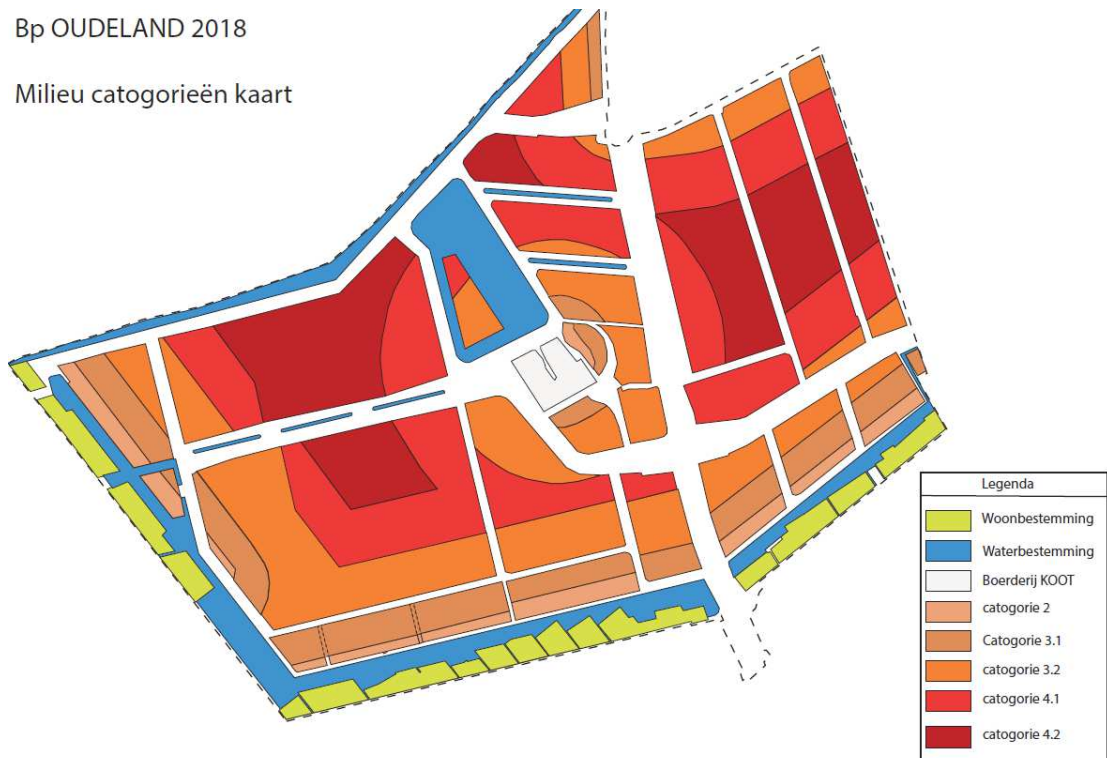 Bp OUDELAND 2018
Milieu catogorieën kaart
Legenda
Woonbestemming
Waterbestemming
Boerderij KOOT
catogorie 2
Catogorie 3.1
catogorie 3.2
catogorie 4.1
catogorie 4.2